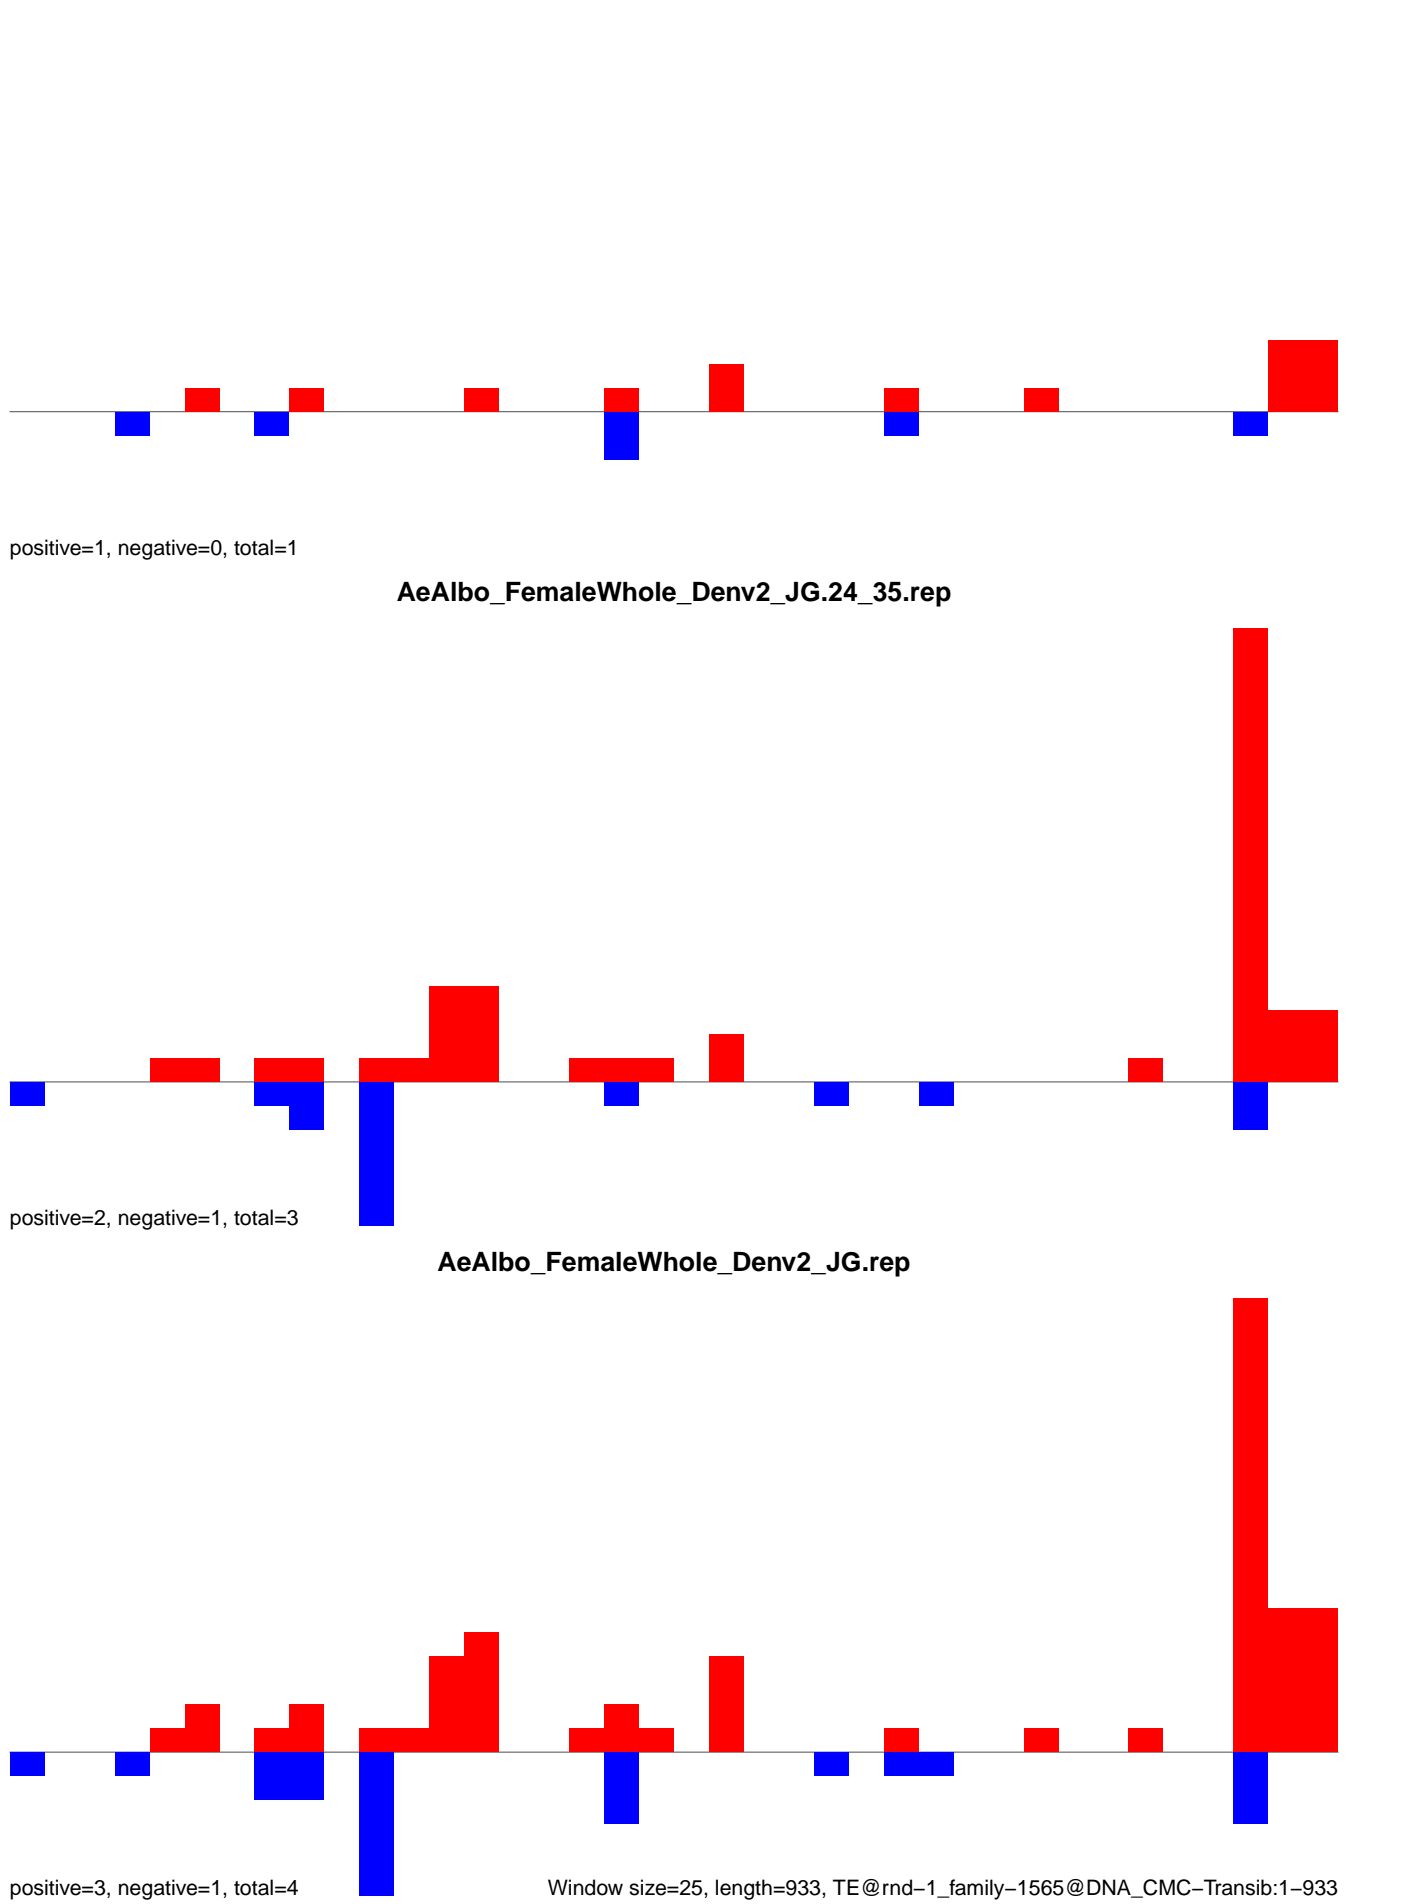 positive=1, negative=0, total=1
AeAlbo_FemaleWhole_Denv2_JG.24_35.rep
positive=2, negative=1, total=3
AeAlbo_FemaleWhole_Denv2_JG.rep
positive=3, negative=1, total=4
Window size=25, length=933, TE@rnd−1_family−1565@DNA_CMC−Transib:1−933